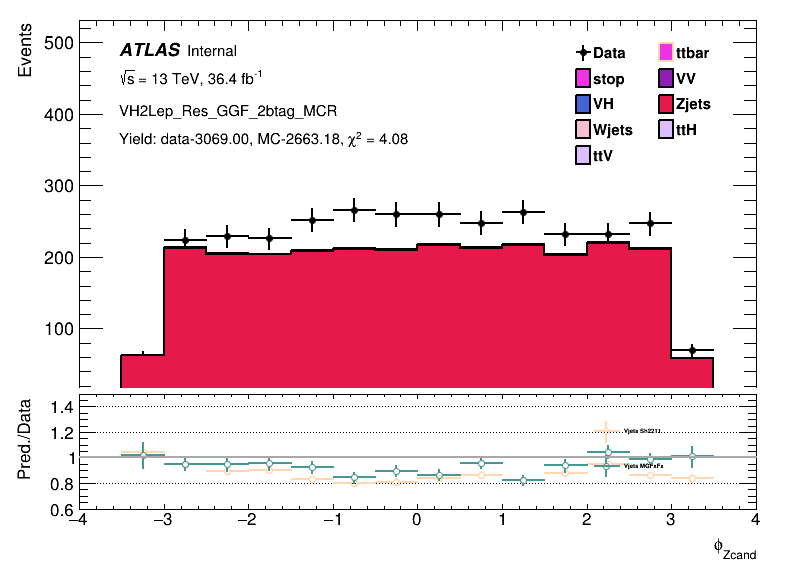 Events
500
400
300
200
100
ATLAS Internal
√s = 13 TeV, 36.4 fb⁻¹
VH2Lep_Res_GGF_2btag_MCR
Yield: data-3069.00, MC-2663.18, χ² = 4.08
Data
ttbar
stop
VV
VH
Zjets
Wjets
ttH
ttV
Pred./Data
1.4
1.2
1
0.8
0.6
Vjets Sh2211
Vjets MGFxFx
−4 −3 −2 −1 0 1 2 3 4
ϕ_Zcand